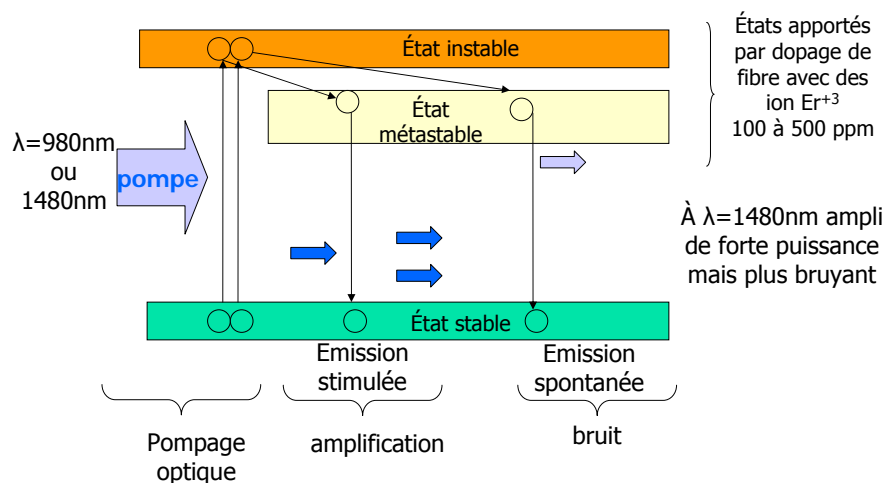 État instable
États apportés
par dopage de
fibre avec des
ion Er+3
100 à 500 ppm
État
métastable
λ=980nm
ou
1480nm
pompe
À λ=1480nm ampli
de forte puissance
mais plus bruyant
État stable
Emission
stimulée
Emission
spontanée
Pompage
optique
amplification
bruit